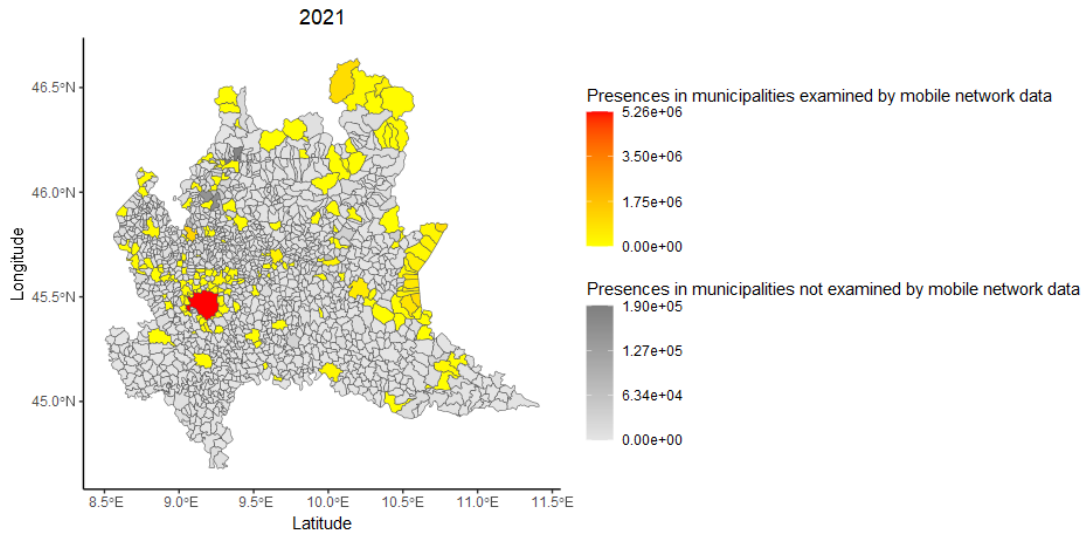 2021
46.5°N
46.0°N
45.5°N
45.0°N
Longitude
8.5°E 9.0°E 9.5°E 10.0°E 10.5°E 11.0°E 11.5°E
Latitude
Presences in municipalities examined by mobile network data
5.26e+06
3.50e+06
1.75e+06
0.00e+00
Presences in municipalities not examined by mobile network data
1.90e+05
1.27e+05
6.34e+04
0.00e+00